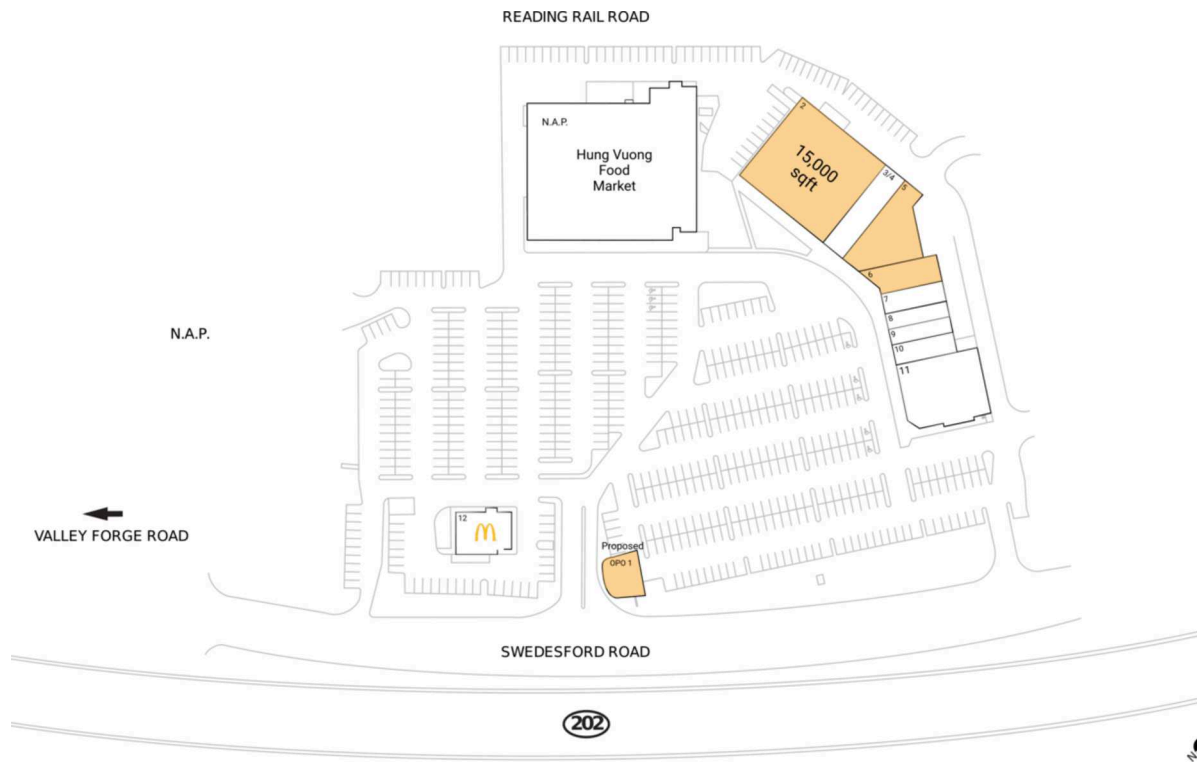 READING RAIL ROAD
N.A.P.
Hung Vuong
Food
Market
2
15,000
sqft
3/4
5
6
7
8
9
10
11
N.A.P.
VALLEY FORGE ROAD
12
Proposed
OPO 1
SWEDESFORD ROAD
202
N